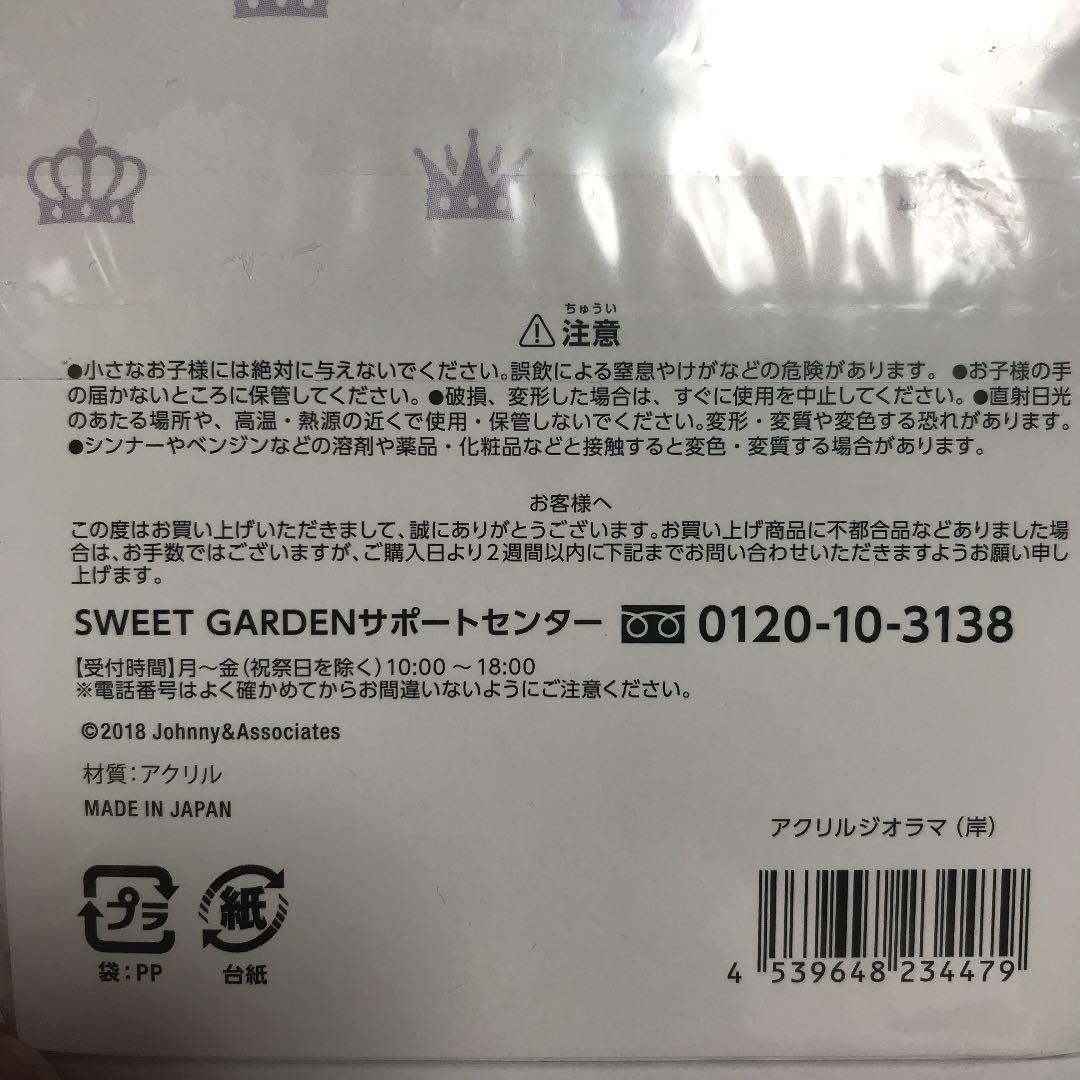 ちゅうい
注意
●小さなお子様には絶対に与えないでください。誤飲による窒息やけがなどの危険があります。 ●お子様の手
の届かないところに保管してください。●破損、変形した場合は、すぐに使用を中止してください。●直射日光
のあたる場所や、高温・熱源の近くで使用・保管しないでください。変形・変質や変色する恐れがあります。
●シンナーやベンジンなどの溶剤や薬品・化粧品などと接触すると変色・変質する場合があります。
お客様へ
この度はお買い上げいただきまして、誠にありがとうございます。お買い上げ商品に不都合品などありました場
合は、お手数ではございますが、ご購入日より2週間以内に下記までお問い合わせいただきますようお願い申し
上げます。
SWEET GARDENサポートセンター 0120-10-3138
【受付時間】月〜金(祝祭日を除く)10:00 〜18:00
※電話番号はよく確かめてからお間違いないようにご注意ください。
©2018 Johnny&Associates
材質:アクリル
MADE IN JAPAN
アクリルジオラマ(岸)
プラ 紙
袋:PP 台紙
4 539648 234479